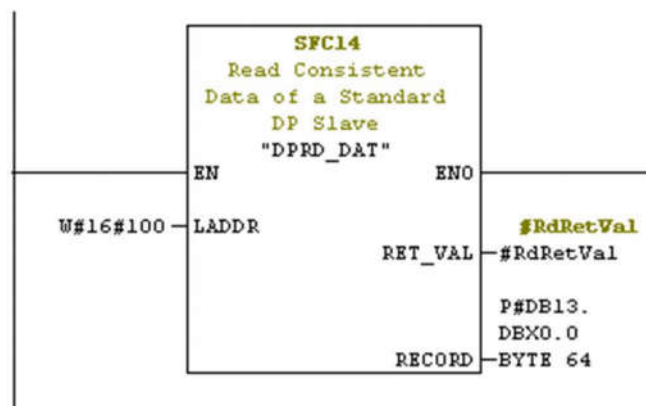 SFC14
Read Consistent
Data of a Standard
DP Slave
"DPRD_DAT"
EN ENO
W#16#100 LADDR
#RdRetVal
RET_VAL #RdRetVal
P#DB13.
DBX0.0
RECORD BYTE 64